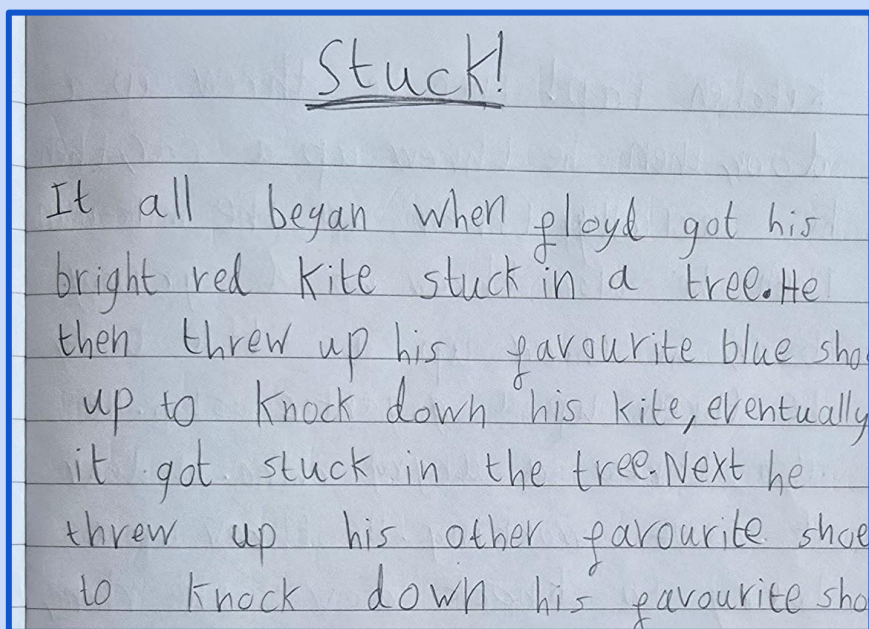 Stuck!
It all began when floyd got his
bright red kite stuck in a tree. He
then threw up his favourite blue sho
up to knock down his kite, eventually
it got stuck in the tree. Next he
threw up his other favourite shoe
to knock down his favourite sho